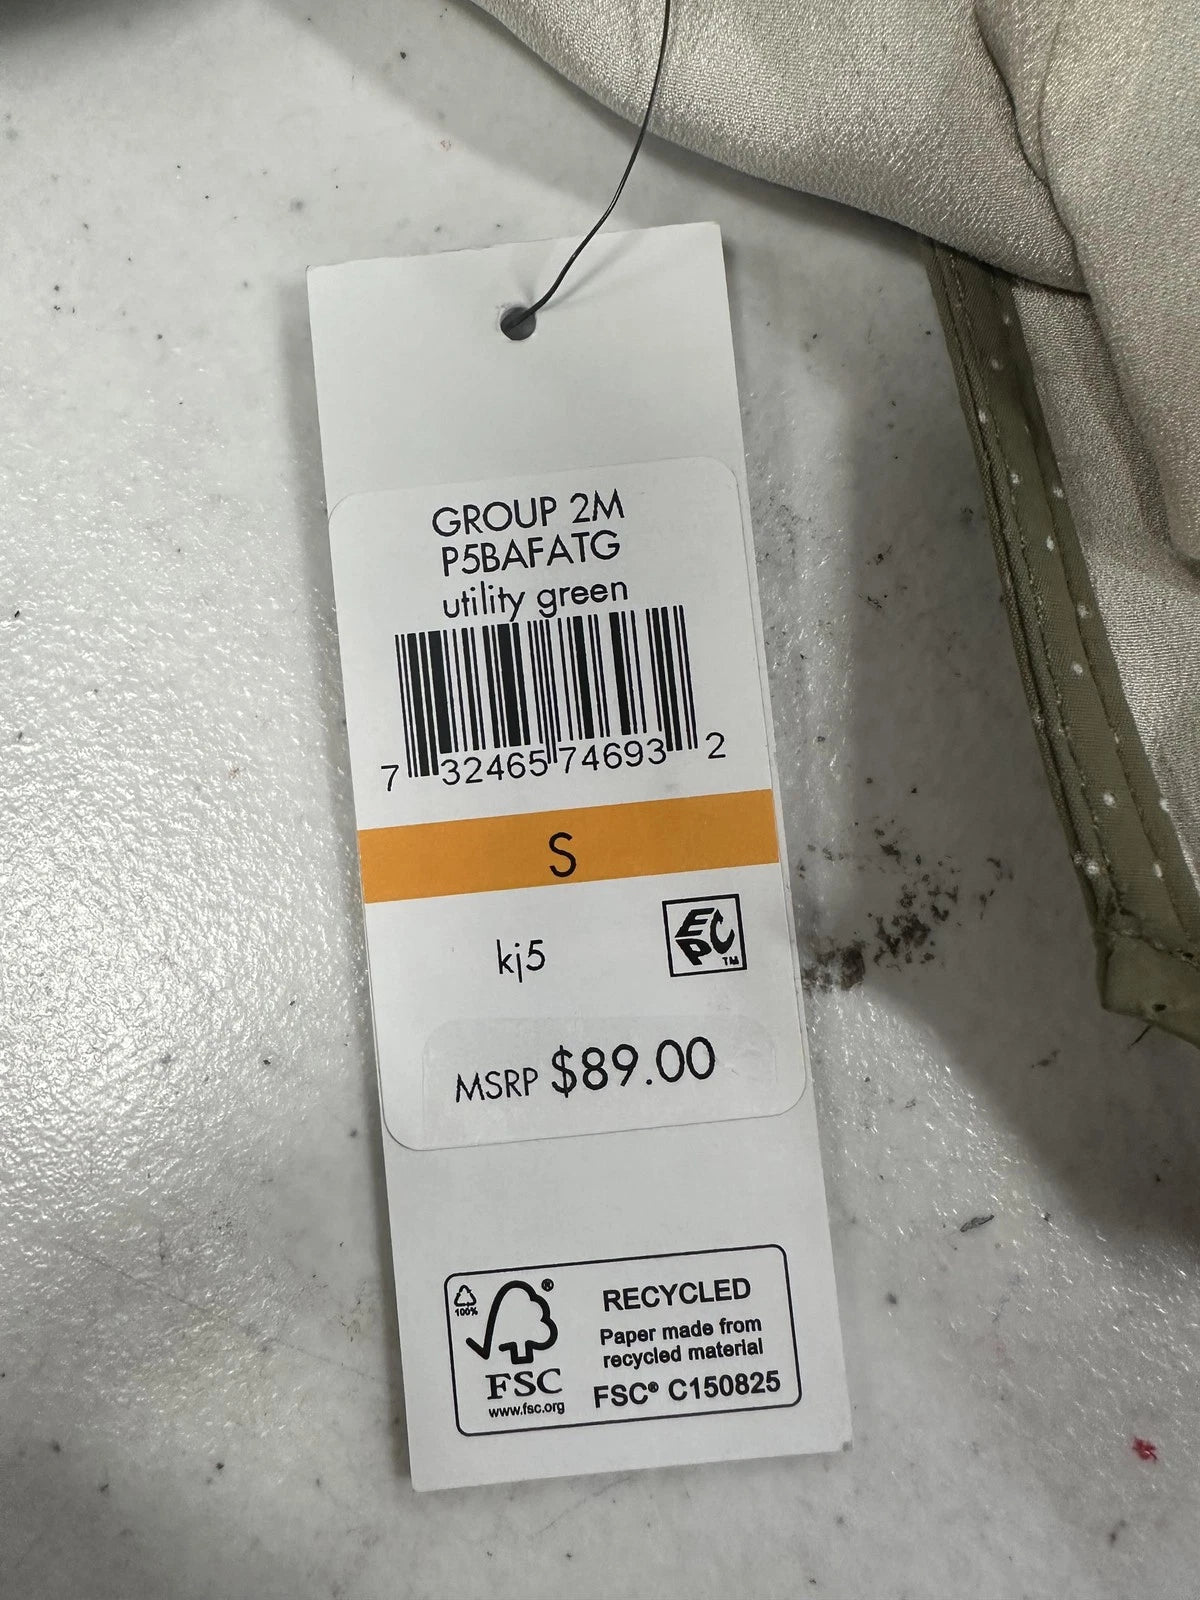 GROUP 2M
P5BAFATG
utility green
7 32465 74693 2
S
kj5
EPC TM
MSRP $89.00
100%
®
FSC
www.fsc.org
RECYCLED
Paper made from
recycled material
FSC® C150825